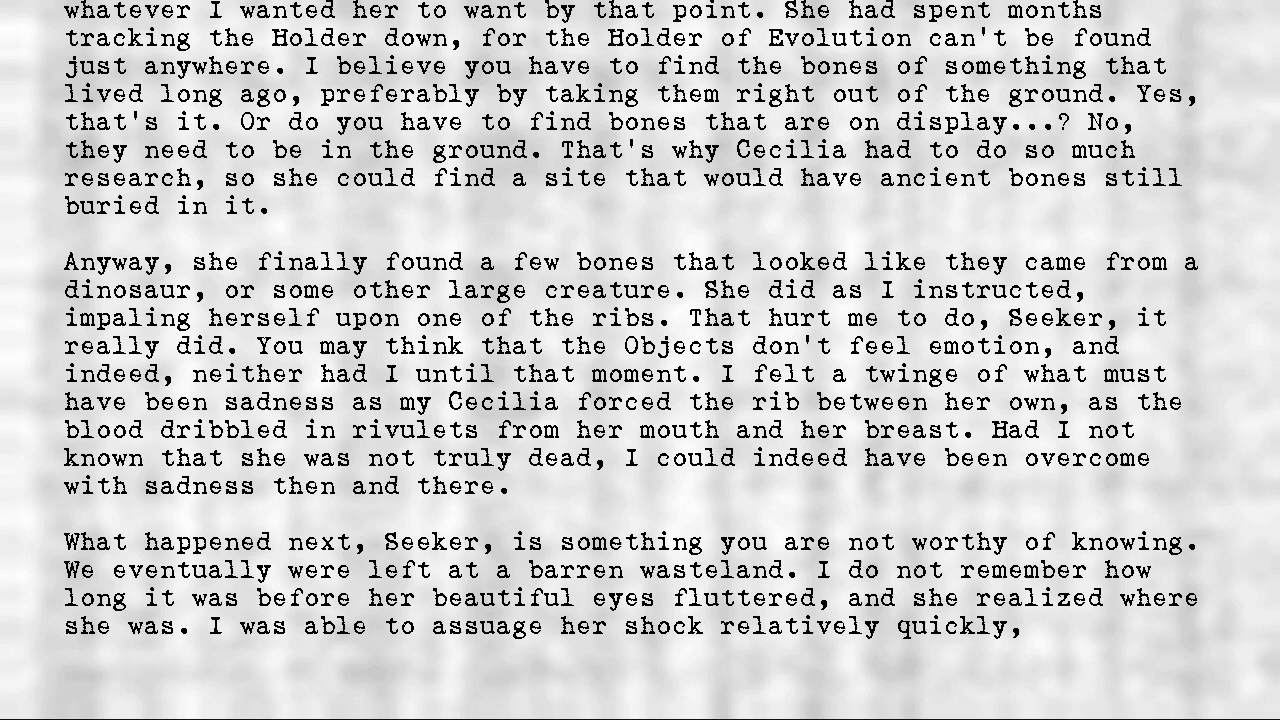 whatever I wanted her to want by that point. She had spent months
tracking the Holder down, for the Holder of Evolution can't be found
just anywhere. I believe you have to find the bones of something that
lived long ago, preferably by taking them right out of the ground. Yes,
that's it. Or do you have to find bones that are on display...? No,
they need to be in the ground. That's why Cecilia had to do so much
research, so she could find a site that would have ancient bones still
buried in it.

Anyway, she finally found a few bones that looked like they came from a
dinosaur, or some other large creature. She did as I instructed,
impaling herself upon one of the ribs. That hurt me to do, Seeker, it
really did. You may think that the Objects don't feel emotion, and
indeed, neither had I until that moment. I felt a twinge of what must
have been sadness as my Cecilia forced the rib between her own, as the
blood dribbled in rivulets from her mouth and her breast. Had I not
known that she was not truly dead, I could indeed have been overcome
with sadness then and there.

What happened next, Seeker, is something you are not worthy of knowing.
We eventually were left at a barren wasteland. I do not remember how
long it was before her beautiful eyes fluttered, and she realized where
she was. I was able to assuage her shock relatively quickly,